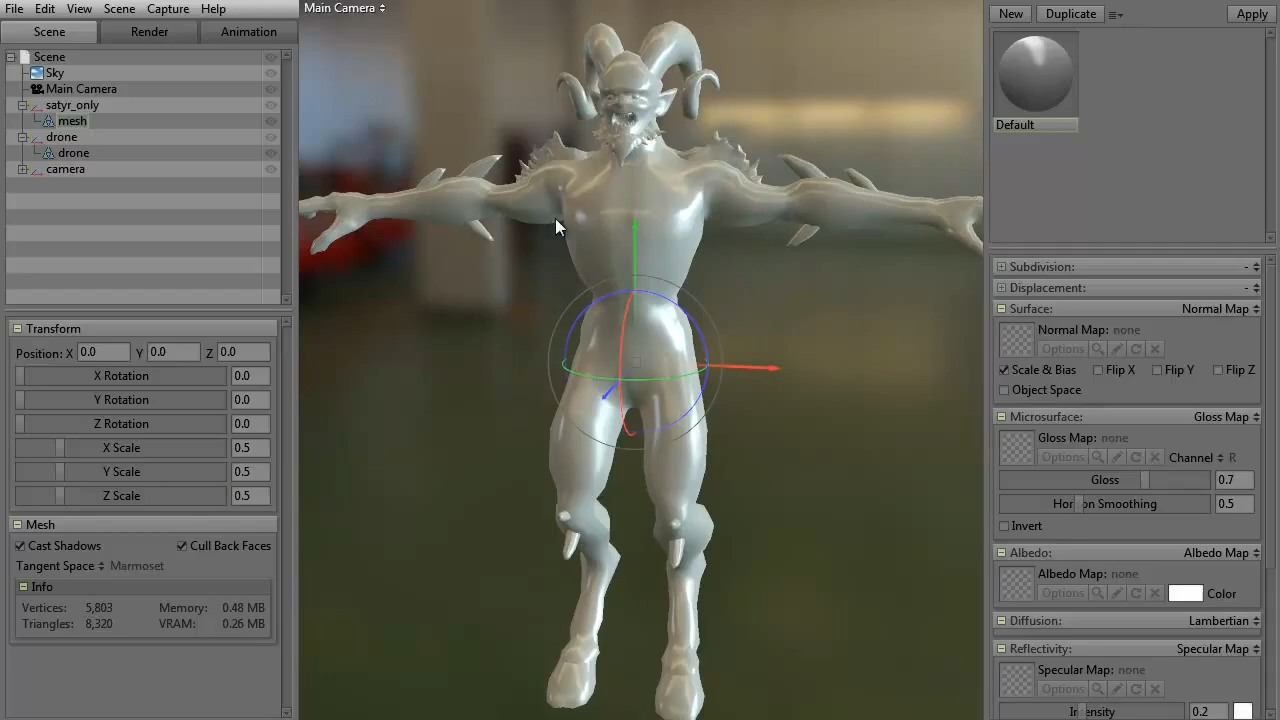 File Edit View Scene Capture Help
Main Camera
New Duplicate Apply
Scene Render Animation
Scene
Sky
Main Camera
satyr_only
mesh
drone
drone
camera
Default
Transform
Position: X 0.0 Y 0.0 Z 0.0
X Rotation 0.0
Y Rotation 0.0
Z Rotation 0.0
X Scale 0.5
Y Scale 0.5
Z Scale 0.5
Mesh
Cast Shadows Cull Back Faces
Tangent Space Marmoset
Info
Vertices: 5,803 Memory: 0.48 MB
Triangles: 8,320 VRAM: 0.26 MB
Subdivision: -
Displacement: -
Surface: Normal Map
Normal Map: none
Options
Scale & Bias Flip X Flip Y Flip Z
Object Space
Microsurface: Gloss Map
Gloss Map: none
Options Channel R
Gloss 0.7
Horizon Smoothing 0.5
Invert
Albedo: Albedo Map
Albedo Map: none
Options Color
Diffusion: Lambertian
Reflectivity: Specular Map
Specular Map: none
Options
Intensity 0.2